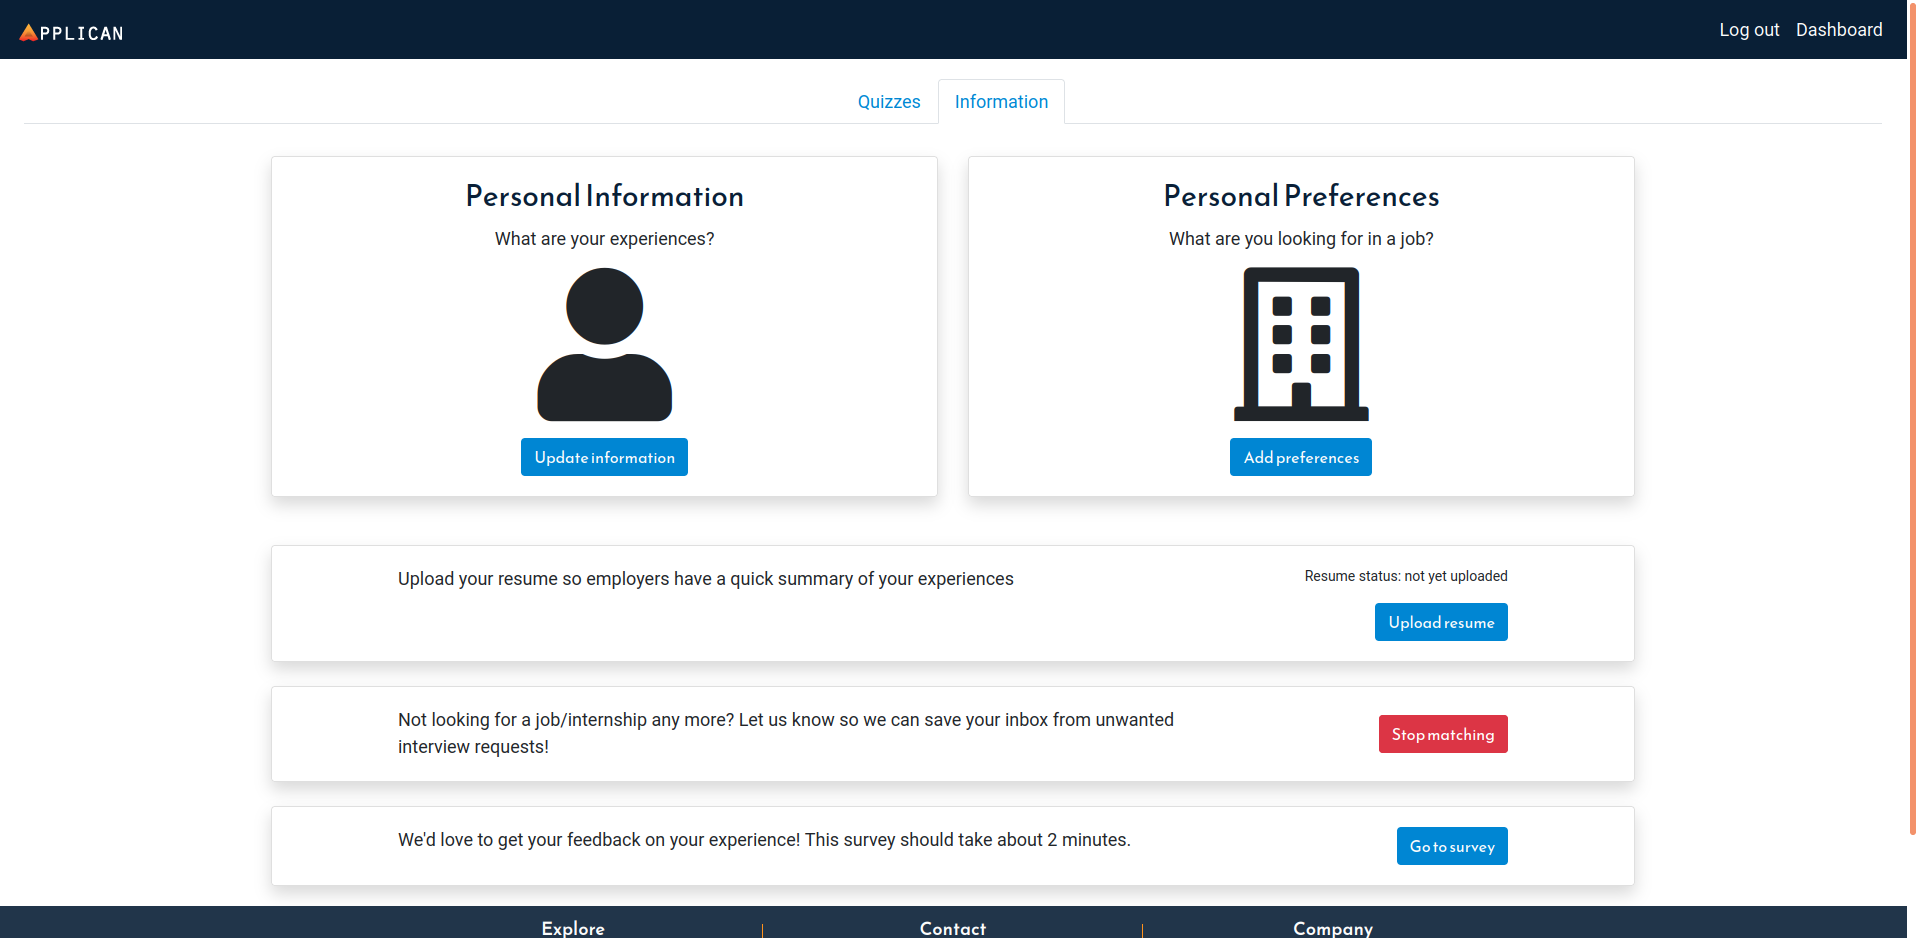 APPLICAN
Log out Dashboard
Quizzes Information
Personal Information
What are your experiences?
Update information
Personal Preferences
What are you looking for in a job?
Add preferences
Upload your resume so employers have a quick summary of your experiences
Resume status: not yet uploaded
Upload resume
Not looking for a job/internship any more? Let us know so we can save your inbox from unwanted
interview requests!
Stop matching
We'd love to get your feedback on your experience! This survey should take about 2 minutes.
Go to survey
Explore Contact Company